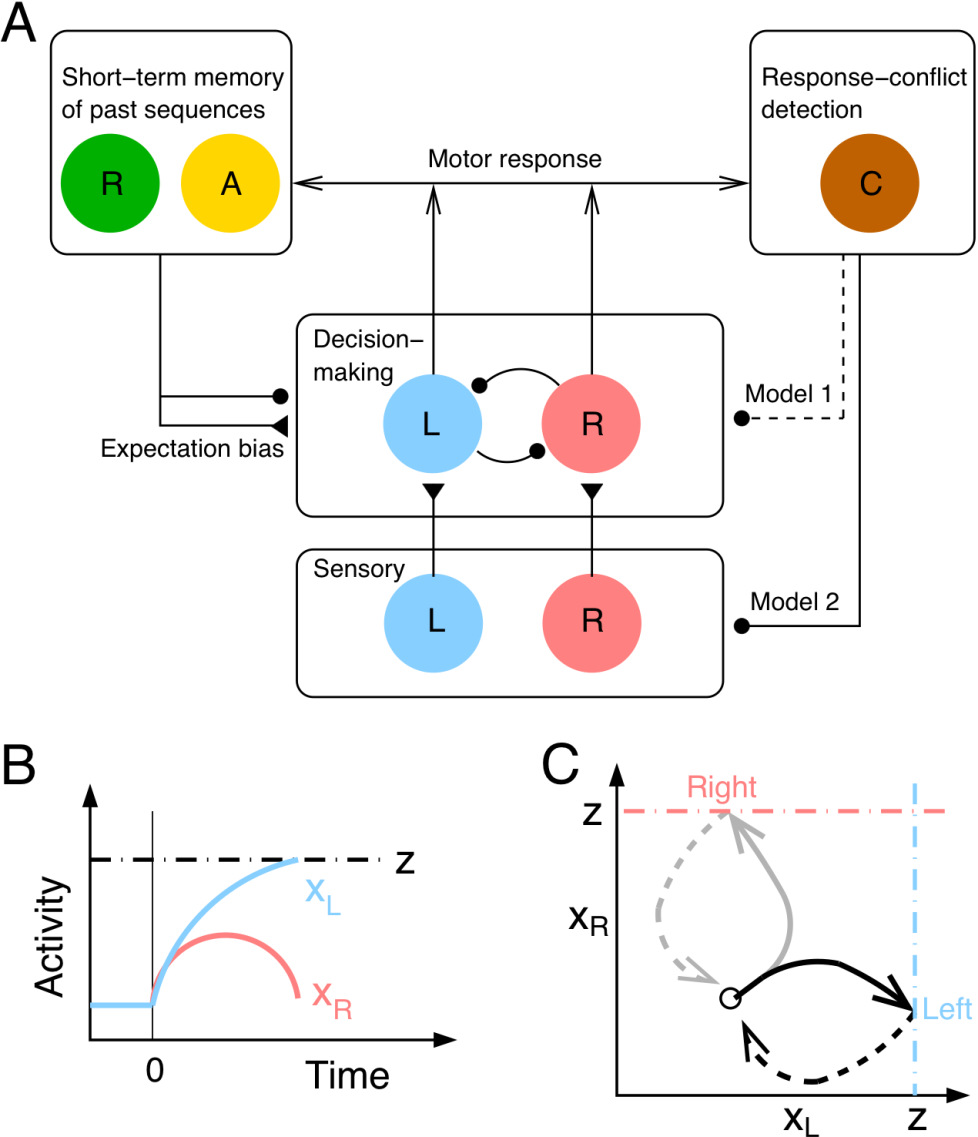 A
Short−term memory
of past sequences
R
A
Response−conflict
detection
C
Motor response
Decision−
making
L
R
Model 1
Expectation bias
Sensory
L
R
Model 2
B
Activity
z
xL
xR
0
Time
C
Right
z
xR
Left
xL
z